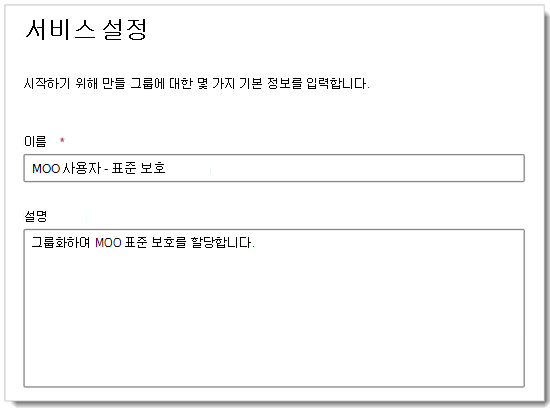 서비스 설정
시작하기 위해 만들 그룹에 대한 몇 가지 기본 정보를 입력합니다.
이름 *
MOO 사용자 - 표준 보호
설명
그룹화하여 MOO 표준 보호를 할당합니다.